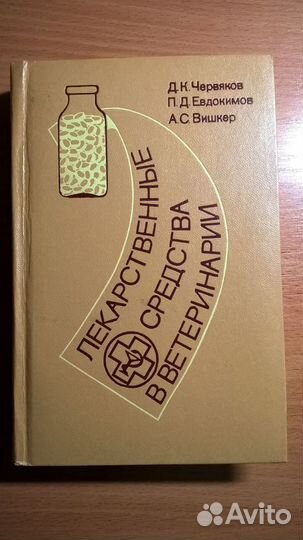 Д.К. Червяков
П.Д. Евдокимов
А.С. Вишкер
ЛЕКАРСТВЕННЫЕ
СРЕДСТВА
В ВЕТЕРИНАРИИ
Avito